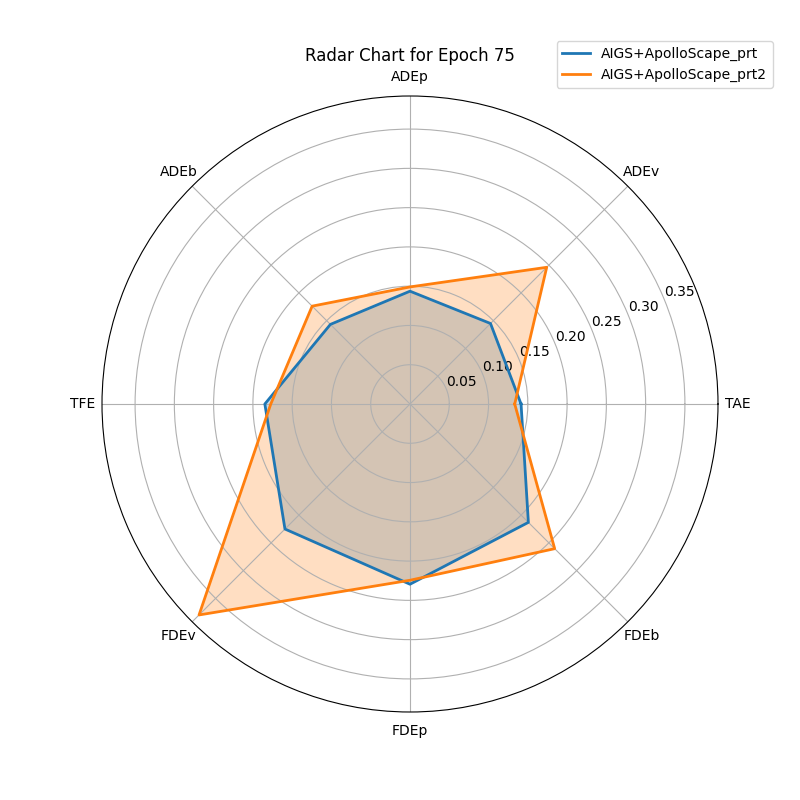 Radar Chart for Epoch 75
AIGS+ApolloScape_prt
AIGS+ApolloScape_prt2
ADEp
ADEb
ADEv
0.35
0.30
0.25
0.20
0.15
0.10
0.05
TFE
TAE
FDEv
FDEb
FDEp